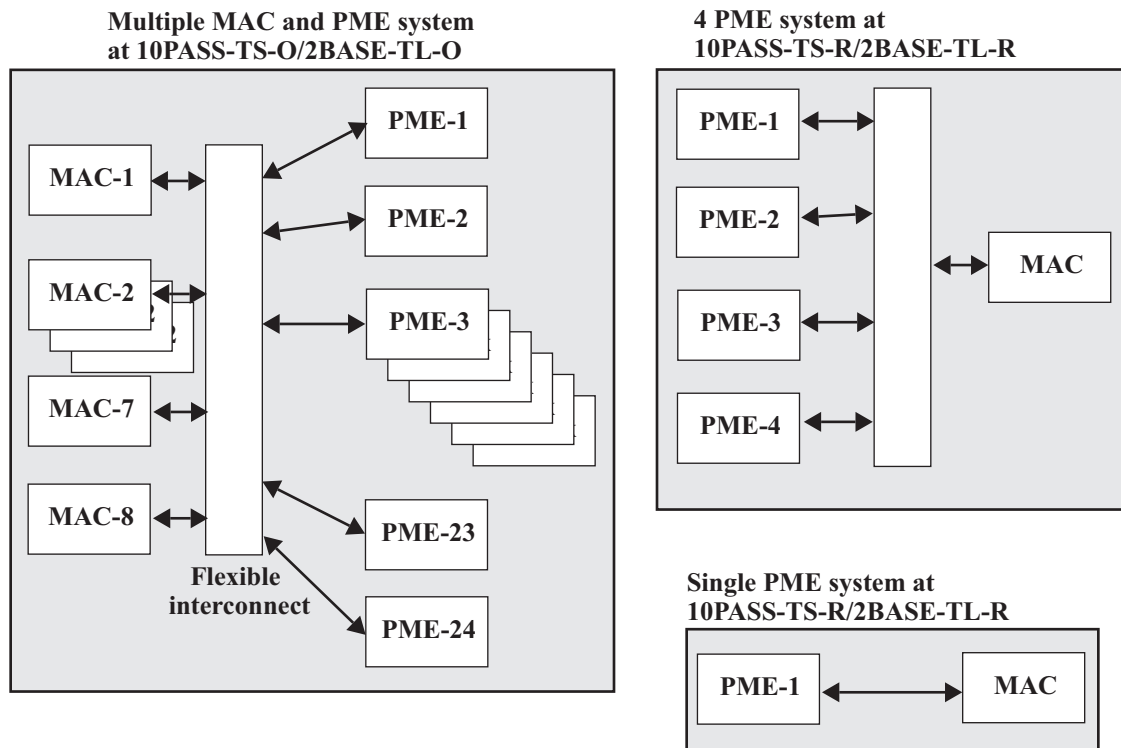 Multiple MAC and PME system
at 10PASS-TS-O/2BASE-TL-O
MAC-1
MAC-2
2
2
MAC-7
MAC-8
Flexible
interconnect
PME-1
PME-2
PME-3
PME-23
PME-24
4 PME system at
10PASS-TS-R/2BASE-TL-R
PME-1
PME-2
PME-3
PME-4
MAC
Single PME system at
10PASS-TS-R/2BASE-TL-R
PME-1
MAC